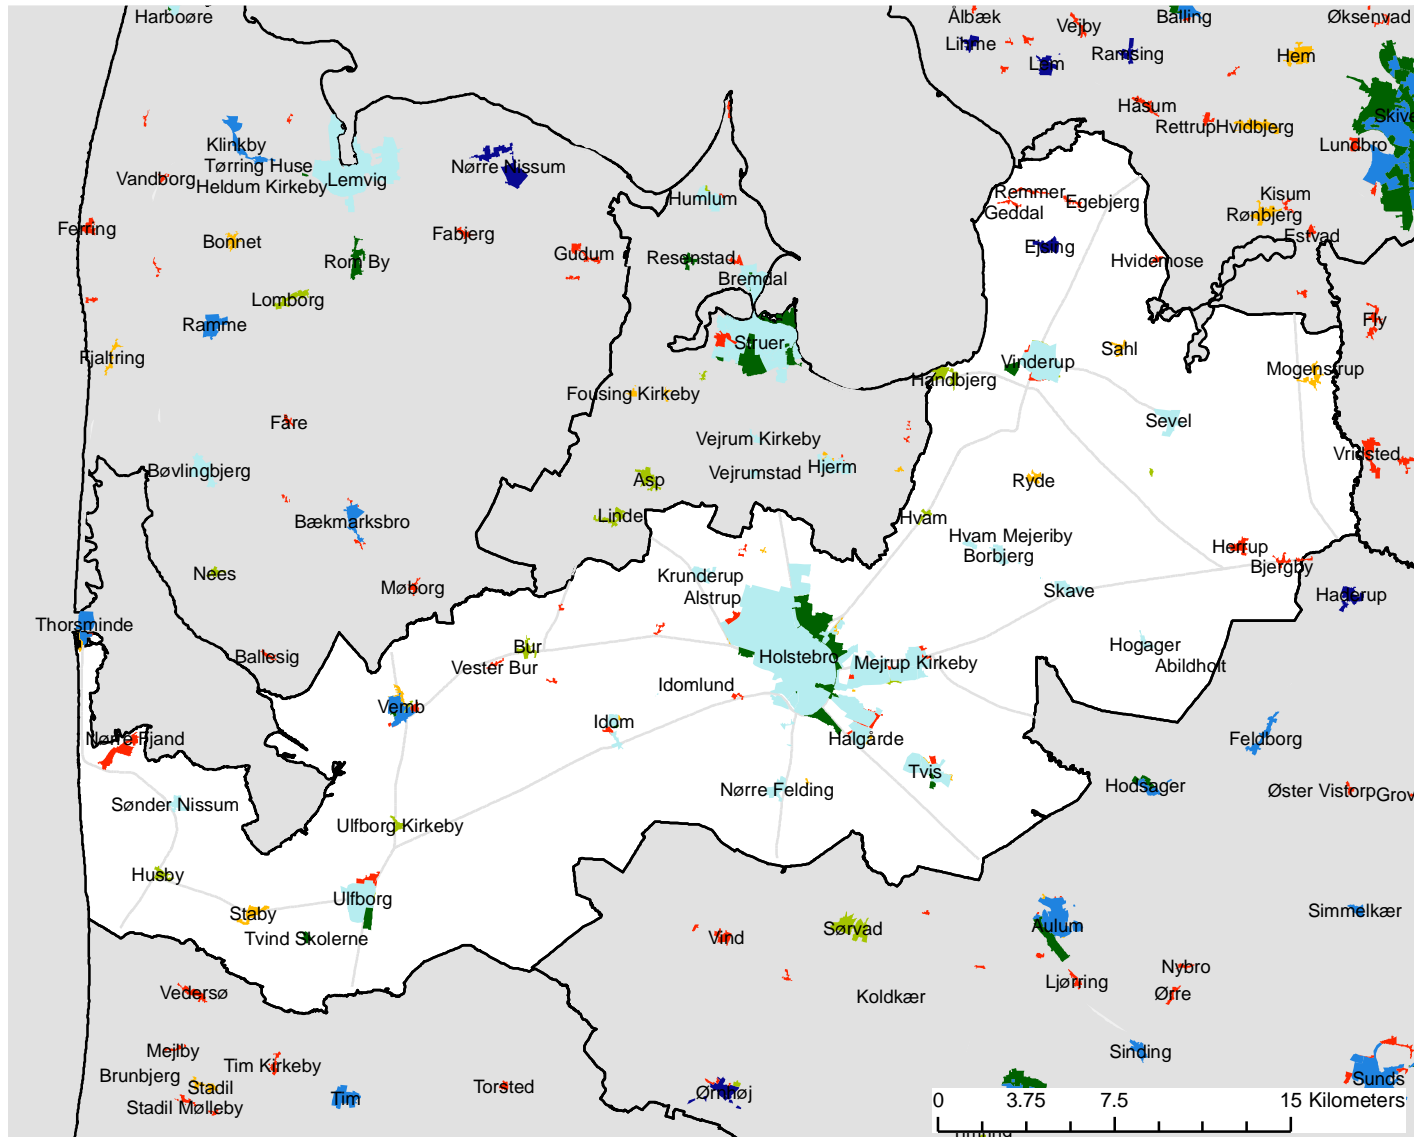 Harboøre
Ålbæk
Vejby
Balling
Øksenvad
Lihme
Lem
Ramsing
Hem
Håsum
Rettrup
Hvidbjerg
Skive
Lundbro
Klinkby
Tørring Huse
Heldum Kirkeby
Lemvig
Vandborg
Nørre Nissum
Humlum
Remmer
Geddal
Egebjerg
Kisum
Rønbjerg
Estvad
Ferring
Bonnet
Fabjerg
Gudum
Rom By
Resenstad
Bremdal
Ejsing
Hvidemose
Lomborg
Ramme
Struer
Fly
Fjaltring
Vinderup
Sahl
Mogenstrup
Handbjerg
Fousing Kirkeby
Fare
Sevel
Vejrum Kirkeby
Vejrumstad
Hjerm
Vridsted
Bøvlingbjerg
Asp
Ryde
Linde
Hvam
Bækmarksbro
Hvam Mejeriby
Borbjerg
Herrup
Bjergby
Nees
Møborg
Krunderup
Alstrup
Skave
Hagerup
Thorsminde
Ballesig
Bur
Vester Bur
Holstebro
Mejrup Kirkeby
Hogager
Abildholt
Idomlund
Vemb
Idom
Halgårde
Nørre Fjand
Feldborg
Tvis
Nørre Felding
Hodsager
Øster Vistorp
Grov
Sønder Nissum
Ulfborg Kirkeby
Husby
Ulfborg
Staby
Tvind Skolerne
Vind
Sørvad
Aulum
Simmelkær
Nybro
Ljørring
Ørre
Vedersø
Koldkær
Mejlby
Tim Kirkeby
Brunbjerg
Stadil
Stadil Mølleby
Tim
Torsted
Ørnhøj
Sinding
Sunds
0 3.75 7.5 15 Kilometers